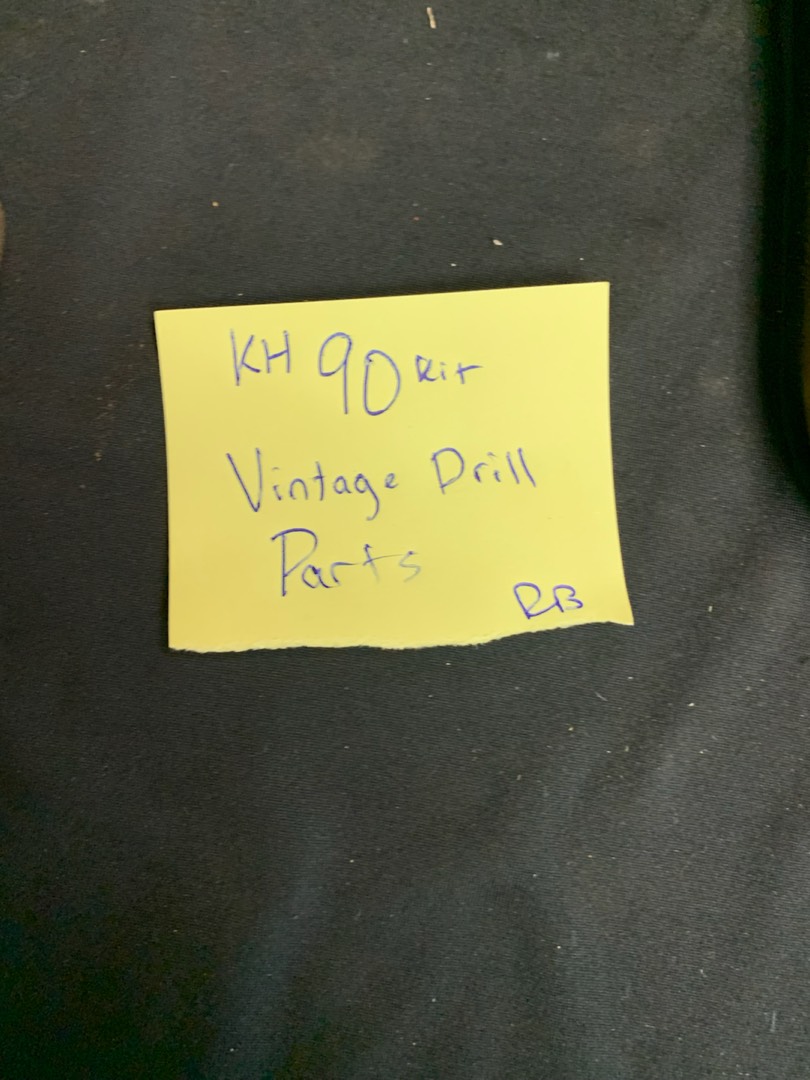 KH 90 Kit
Vintage Drill
Parts
RB